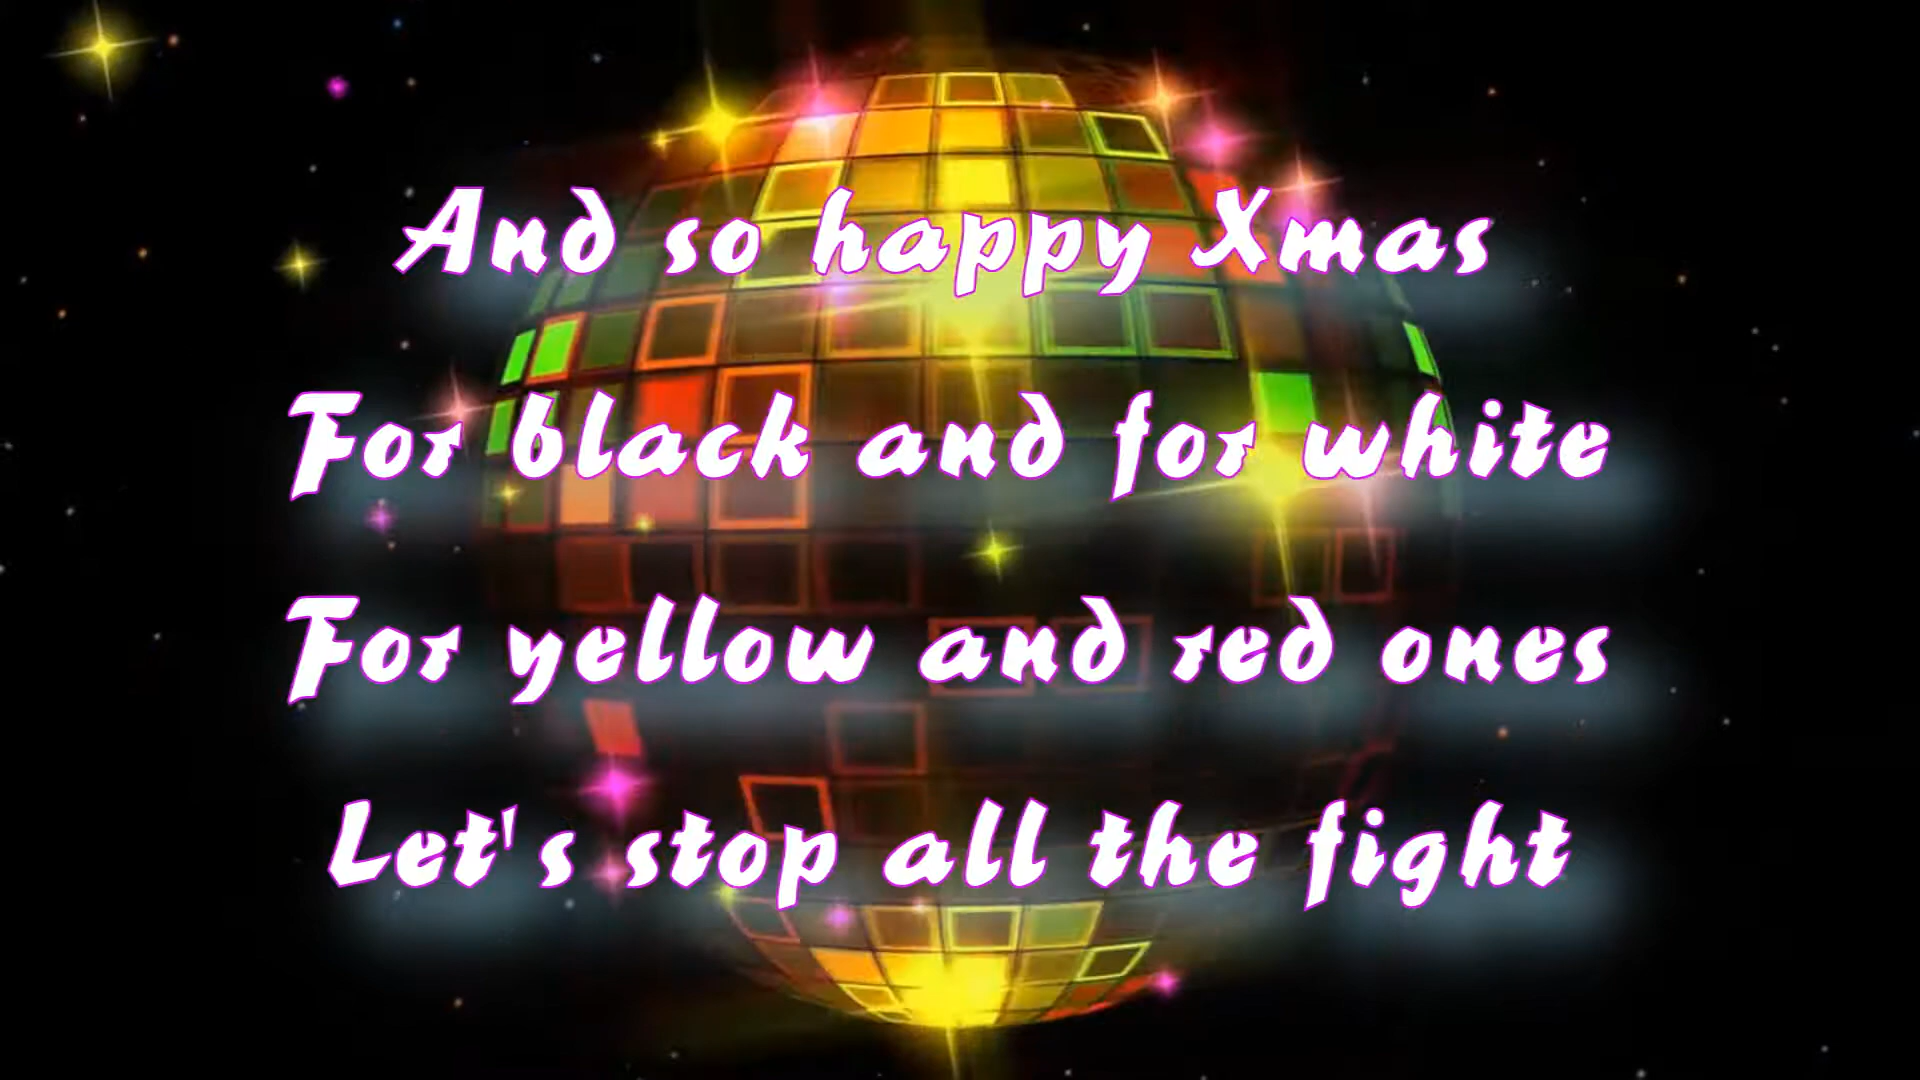 And so happy Xmas
For black and for white
For yellow and red ones
Let's stop all the fight